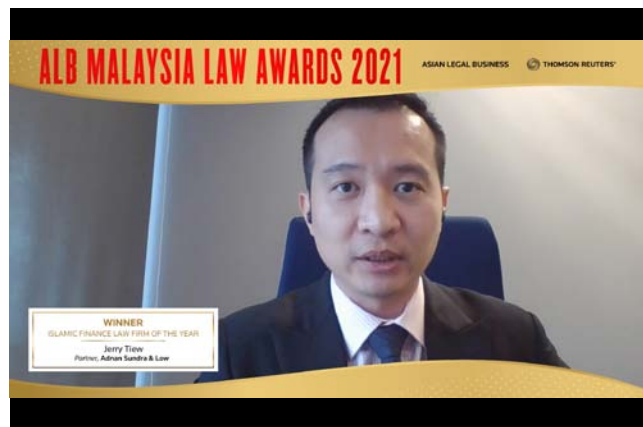 ALB MALAYSIA LAW AWARDS 2021
ASIAN LEGAL BUSINESS
THOMSON REUTERS®
WINNER
ISLAMIC FINANCE LAW FIRM OF THE YEAR
Jerry Tiew
Partner, Adnan Sundra & Low